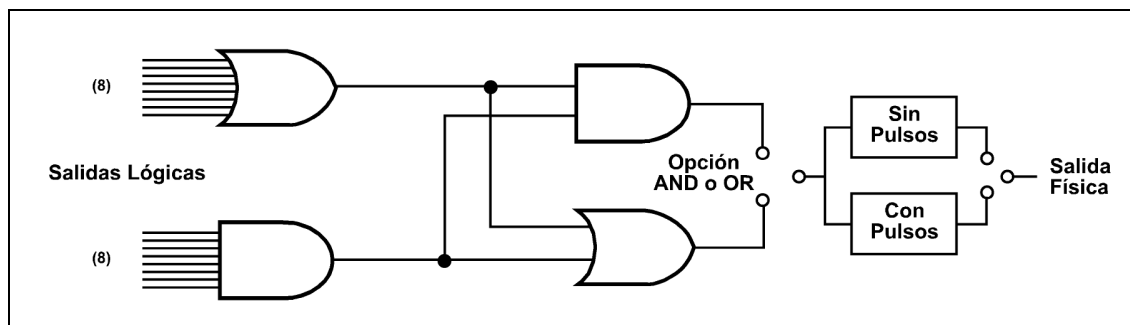 (8)
Salidas Lógicas
(8)
Opción
AND o OR
Sin
Pulsos
Con
Pulsos
Salida
Física